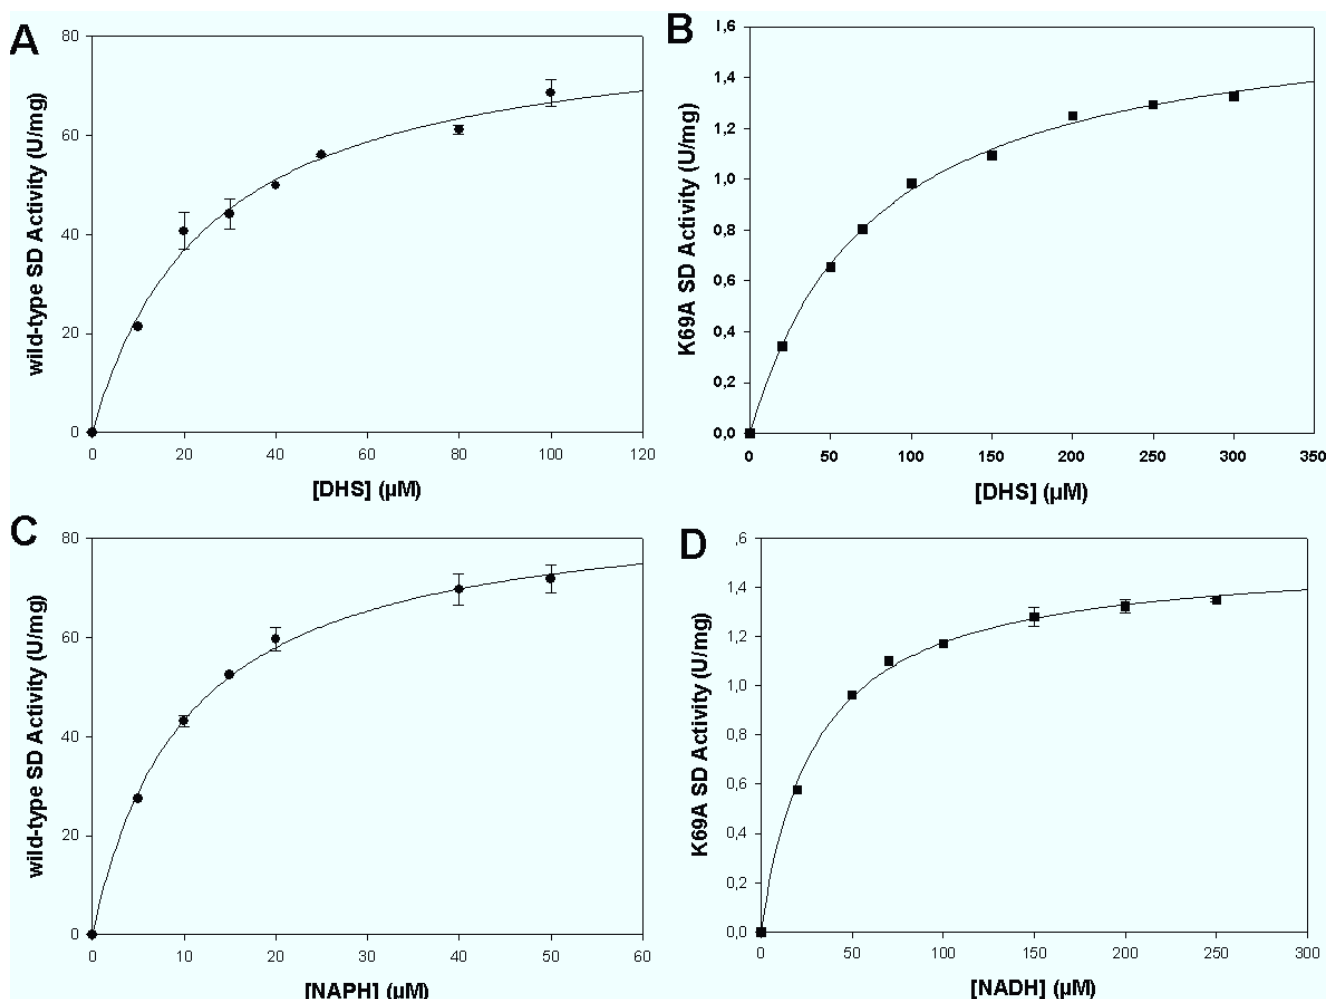 A
wild-type SD Activity (U/mg)
80
60
40
20
0
0 20 40 60 80 100 120
[DHS] (µM)
B
K69A SD Activity (U/mg)
1,6
1,4
1,2
1,0
0,8
0,6
0,4
0,2
0,0
0 50 100 150 200 250 300 350
[DHS] (µM)
C
wild-type SD Activity (U/mg)
80
60
40
20
0
0 10 20 30 40 50 60
[NAPH] (µM)
D
K69A SD Activity (U/mg)
,6
1,4
1,2
1,0
0,8
0,6
0,4
0,2
0,0
0 50 100 150 200 250 300
[NADH] (µM)